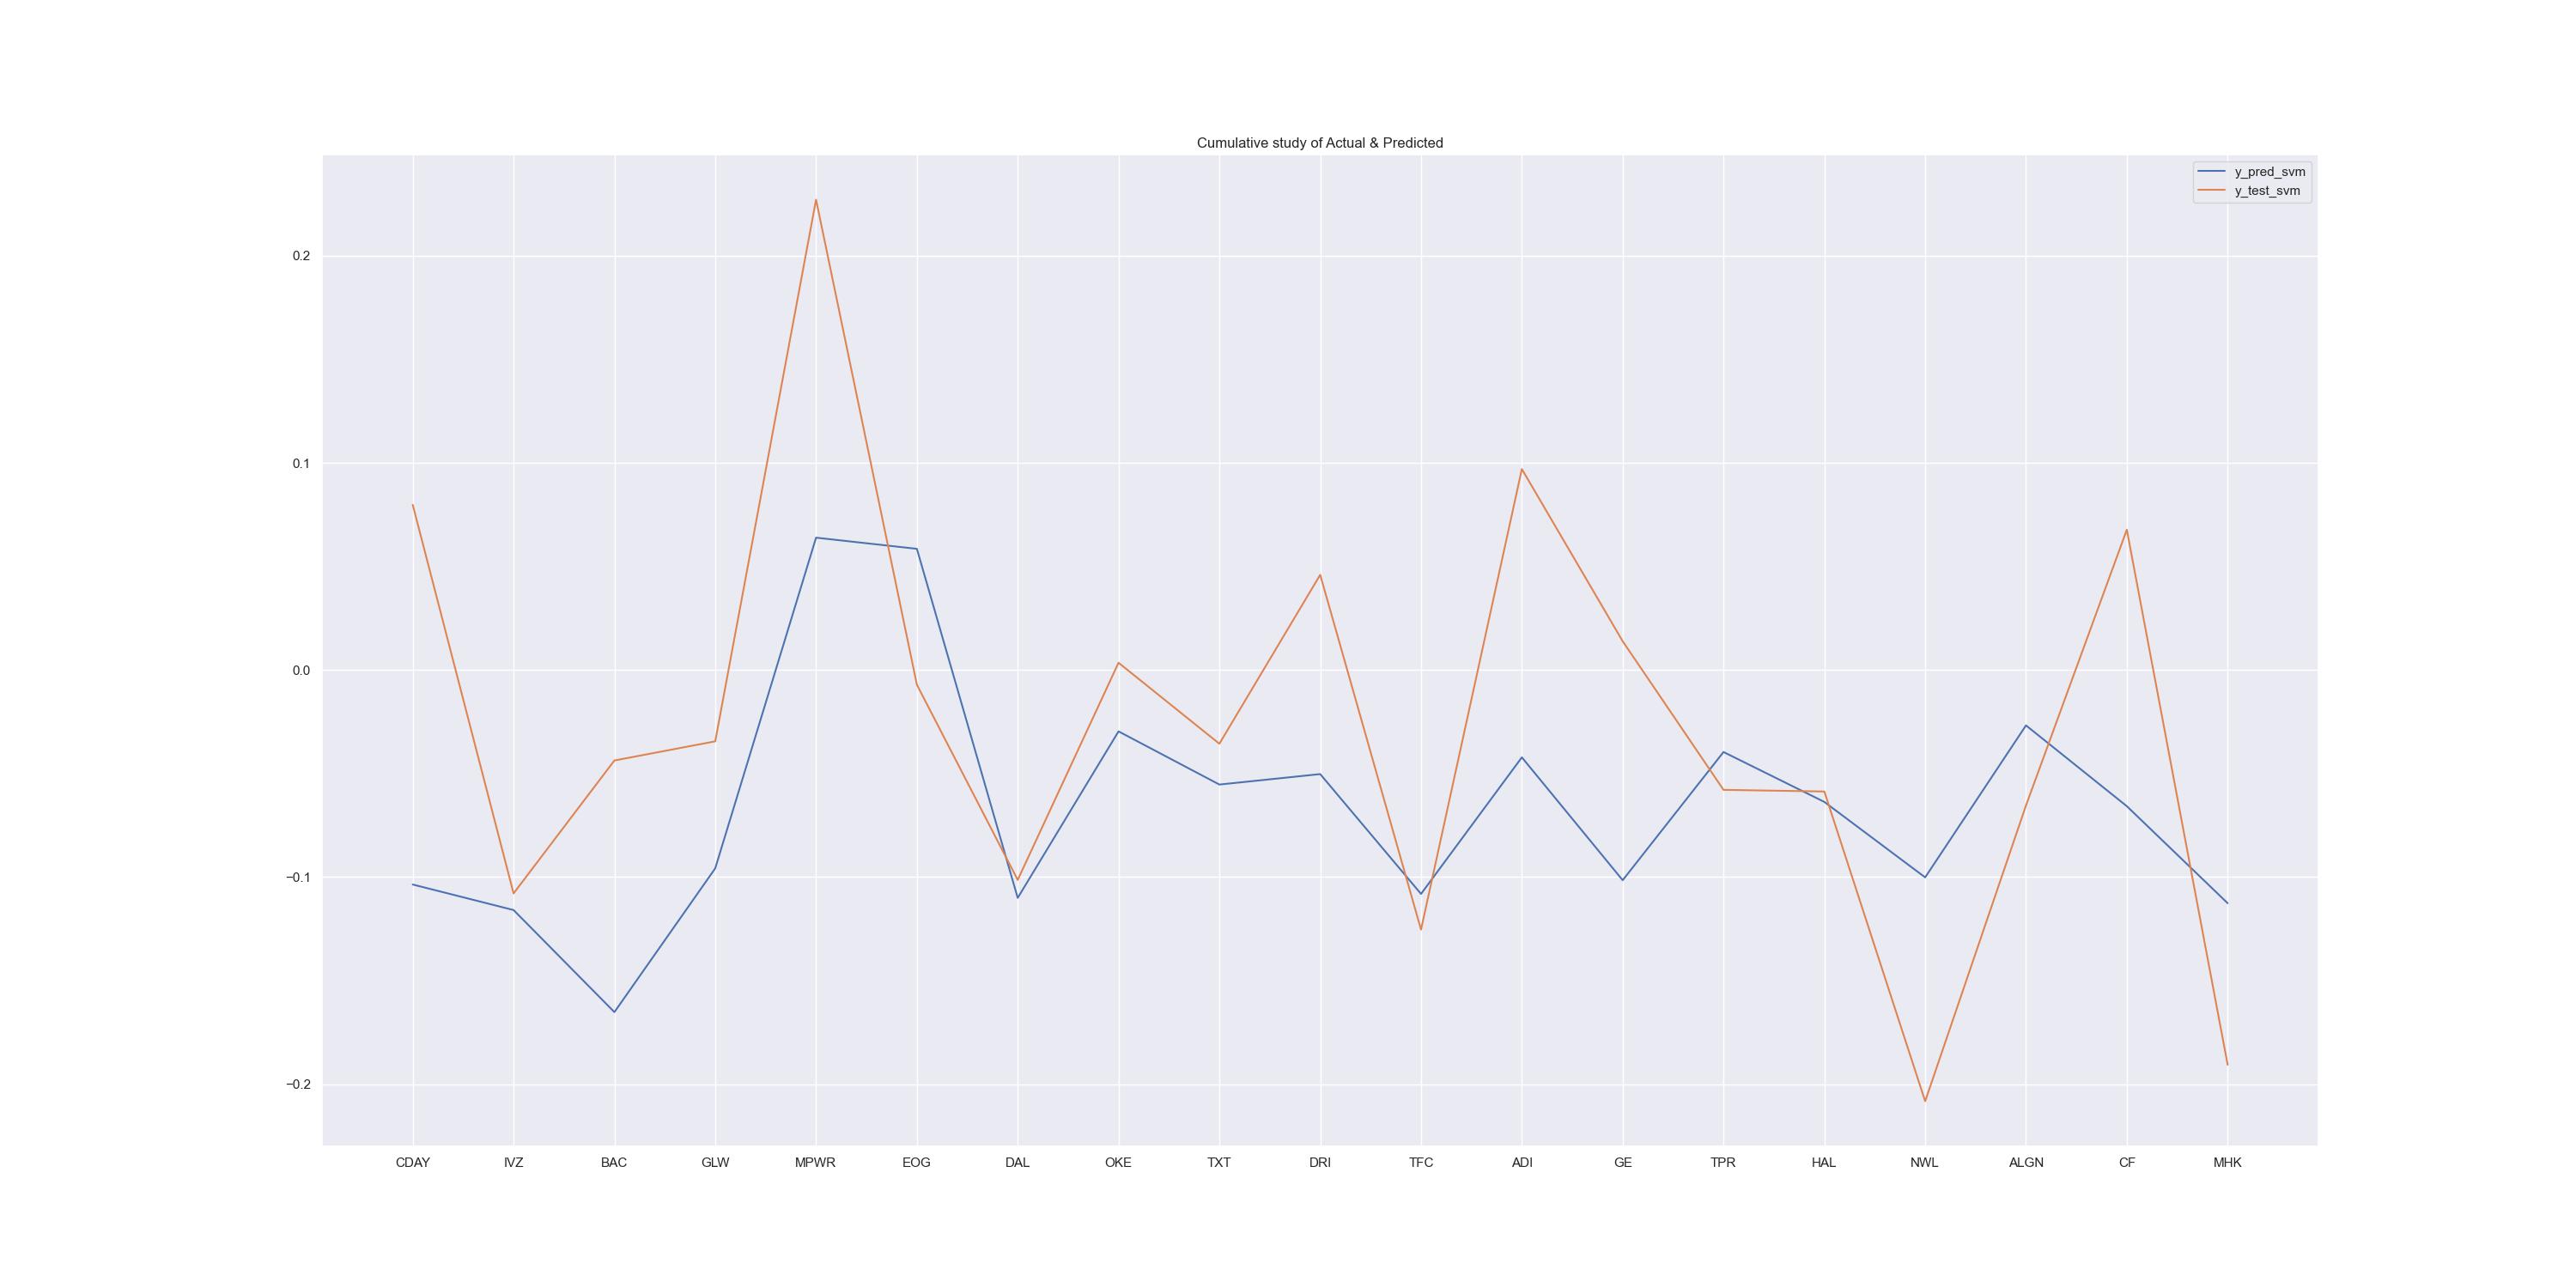 Cumulative study of Actual & Predicted
y_pred_svm
y_test_svm
0.2
0.1
0.0
−0.1
−0.2
CDAY IVZ BAC GLW MPWR EOG DAL OKE TXT DRI TFC ADI GE TPR HAL NWL ALGN CF MHK